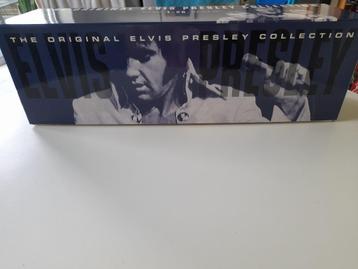 THE ORIGINAL ELVIS PRESLEY COLLECTION
ELVIS PRESLEY